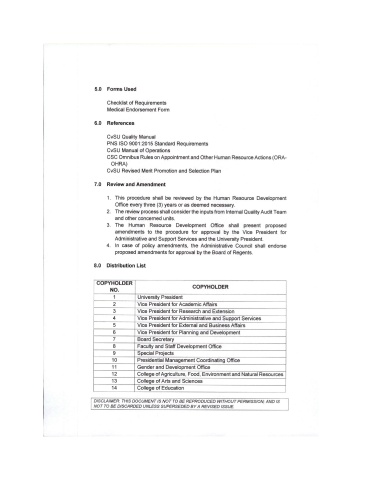 5.0 Forms Used
Checklist of Requirements
Medical Endorsement Form
6.0 References
CvSU Quality Manual
PNS ISO 9001:2015 Standard Requirements
CvSU Manual of Operations
CSC Omnibus Rules on Appointment and Other Human Resource Actions (ORA-
OHRA)
CvSU Revised Merit Promotion and Selection Plan
7.0 Review and Amendment
1. This procedure shall be reviewed by the Human Resource Development
Office every three (3) years or as deemed necessary.
2. The review process shall consider the inputs from Internal Quality Audit Team
and other concerned units.
3. The Human Resource Development Office shall present proposed
amendments to the procedure for approval by the Vice President for
Administrative and Support Services and the University President.
4. In case of policy amendments, the Administrative Council shall endorse
proposed amendments for approval by the Board of Regents.
8.0 Distribution List
COPYHOLDER NO. COPYHOLDER
1 University President
2 Vice President for Academic Affairs
3 Vice President for Research and Extension
4 Vice President for Administrative and Support Services
5 Vice President for External and Business Affairs
6 Vice President for Planning and Development
7 Board Secretary
8 Faculty and Staff Development Office
9 Special Projects
10 Presidential Management Coordinating Office
11 Gender and Development Office
12 College of Agriculture, Food, Environment and Natural Resources
13 College of Arts and Sciences
14 College of Education
DISCLAIMER: THIS DOCUMENT IS NOT TO BE REPRODUCED WITHOUT PERMISSION, AND IS
NOT TO BE DISCARDED UNLESS SUPERSEDED BY A REVISED ISSUE.